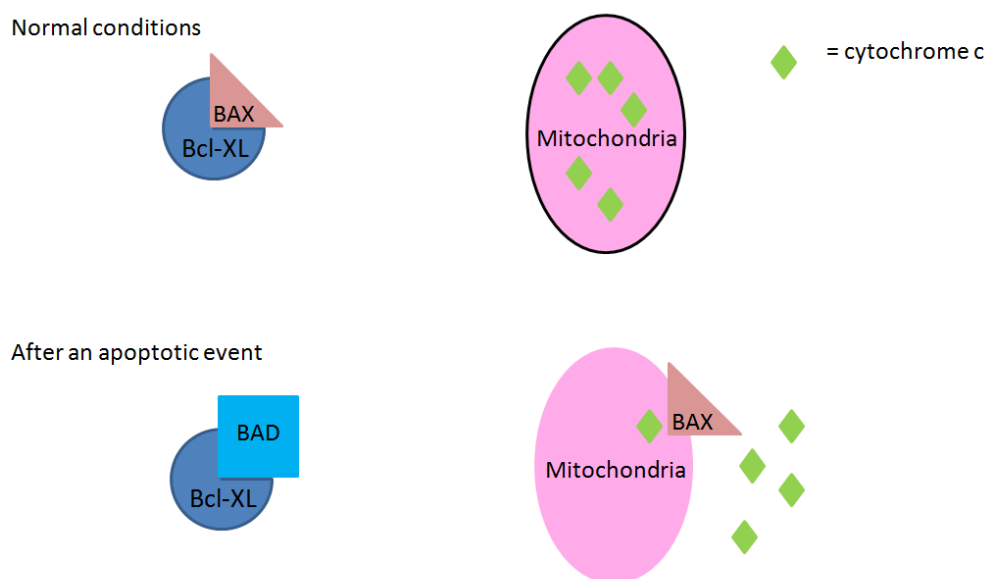 Normal conditions
= cytochrome c
BAX
Bcl-XL
Mitochondria
After an apoptotic event
BAD
Bcl-XL
BAX
Mitochondria